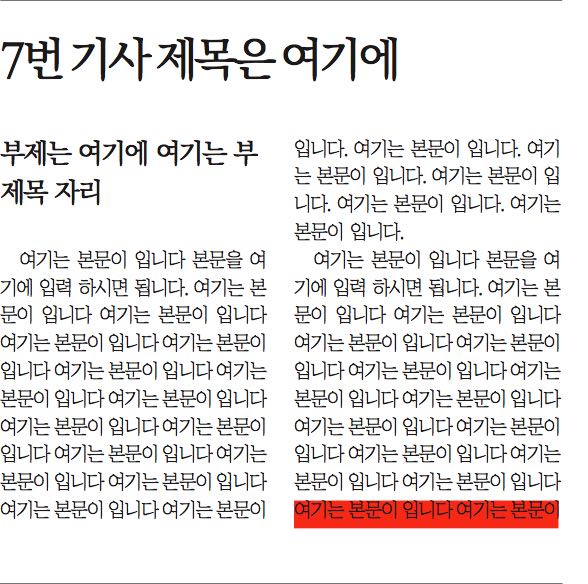 7번 기사 제목은 여기에
부제는 여기에 여기는 부
제목 자리
여기는 본문이 입니다 본문을 여
기에 입력 하시면 됩니다. 여기는 본
문이 입니다 여기는 본문이 입니다
여기는 본문이 입니다 여기는 본문이
입니다 여기는 본문이 입니다 여기는
본문이 입니다 여기는 본문이 입니다
여기는 본문이 입니다 여기는 본문이
입니다 여기는 본문이 입니다 여기는
본문이 입니다 여기는 본문이 입니다
여기는 본문이 입니다 여기는 본문이
입니다. 여기는 본문이 입니다. 여기
는 본문이 입니다. 여기는 본문이 입
니다. 여기는 본문이 입니다. 여기는
본문이 입니다.
여기는 본문이 입니다 본문을 여
기에 입력 하시면 됩니다. 여기는 본
문이 입니다 여기는 본문이 입니다
여기는 본문이 입니다 여기는 본문이
입니다 여기는 본문이 입니다 여기는
본문이 입니다 여기는 본문이 입니다
여기는 본문이 입니다 여기는 본문이
입니다 여기는 본문이 입니다 여기는
본문이 입니다 여기는 본문이 입니다
여기는 본문이 입니다 여기는 본문이